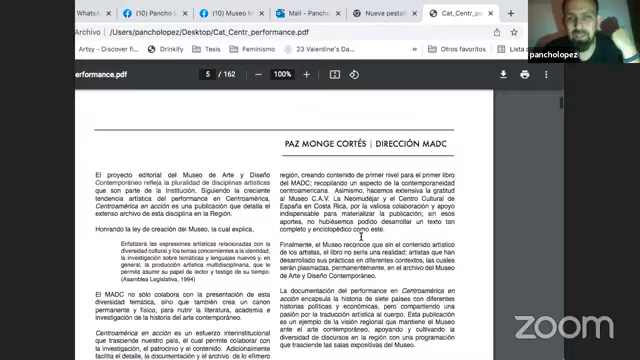 WhatsA
Pancho L
Museo M
Mail - Pancho
Nueva pestañ
Cat_Centr_performance.pdf
Archivo /Users/pancholopez/Desktop/Cat_Centr_performance.pdf
Artsy - Discover fi...
Drinkify
Teatro
Feminismo
23 Valentine's Da...
»
Otros favoritos
Lista de
erformance.pdf
5 / 162
100%
pancholopez
PAZ MONGE CORTÉS | DIRECCIÓN MADC
El proyecto editorial del Museo de Arte y Diseño
Contemporáneo refleja la pluralidad de disciplinas artísticas
que son parte de la Institución. Siguiendo la creciente
tendencia artística del performance en Centroamérica,
Centroamérica en acción es una publicación que detalla el
extenso archivo de esta disciplina en la Región.
Honrando la ley de creación del Museo, la cual explica,
Enfatizará las expresiones artísticas relacionadas con la
diversidad cultural y los temas concernientes a la identidad,
la investigación sobre temáticas y lenguajes nuevos y, en
general, la producción artística multidisciplinaria, que le
permita asumir su papel de lector y testigo de su tiempo.
(Asamblea Legislativa, 1994)
El MADC no sólo colabora con la presentación de esta
diversidad temática, sino que también crea un canon
permanente y físico, para nutrir la literatura, academia e
investigación de la historia del arte contemporáneo.
Centroamérica en acción es un esfuerzo interinstitucional
que trasciende nuestro país, el cual permite colaborar con
la investigación, el patrocinio y el contenido. Adicionalmente
facilita el detalle, la documentación y el archivo de lo efímero
región, creando contenido de primer nivel para el primer libro
del MADC; recopilando un aspecto de la contemporaneidad
centroamericana. Asimismo, hacemos extensiva la gratitud
al Museo C.A.V. La Neomudéjar y el Centro Cultural de
España en Costa Rica, por la valiosa colaboración y apoyo
indispensable para materializar la publicación; sin esos
aportes, no hubiésemos podido desarrollar un texto tan
completo y enciclopédico como este.
Finalmente, el Museo reconoce que sin el contenido artístico
de los artistas, el libro no sería una realidad; artistas que
han desarrollado sus prácticas en diferentes contextos, las cuales
serán plasmadas, permanentemente, en el archivo del Museo
de Arte y Diseño Contemporáneo.
La documentación del performance en Centroamérica en acción
encapsula la historia de siete países con diferentes
historias políticas y económicas, pero compartiendo una
pasión por la traducción artística al cuerpo. Esta publicación
es un ejemplo de la visión regional que mantiene el Museo
ante el arte contemporáneo, apoyando y cultivando la
diversidad de discursos en la región con una programación
que trasciende las salas expositivas del Museo.
zoom